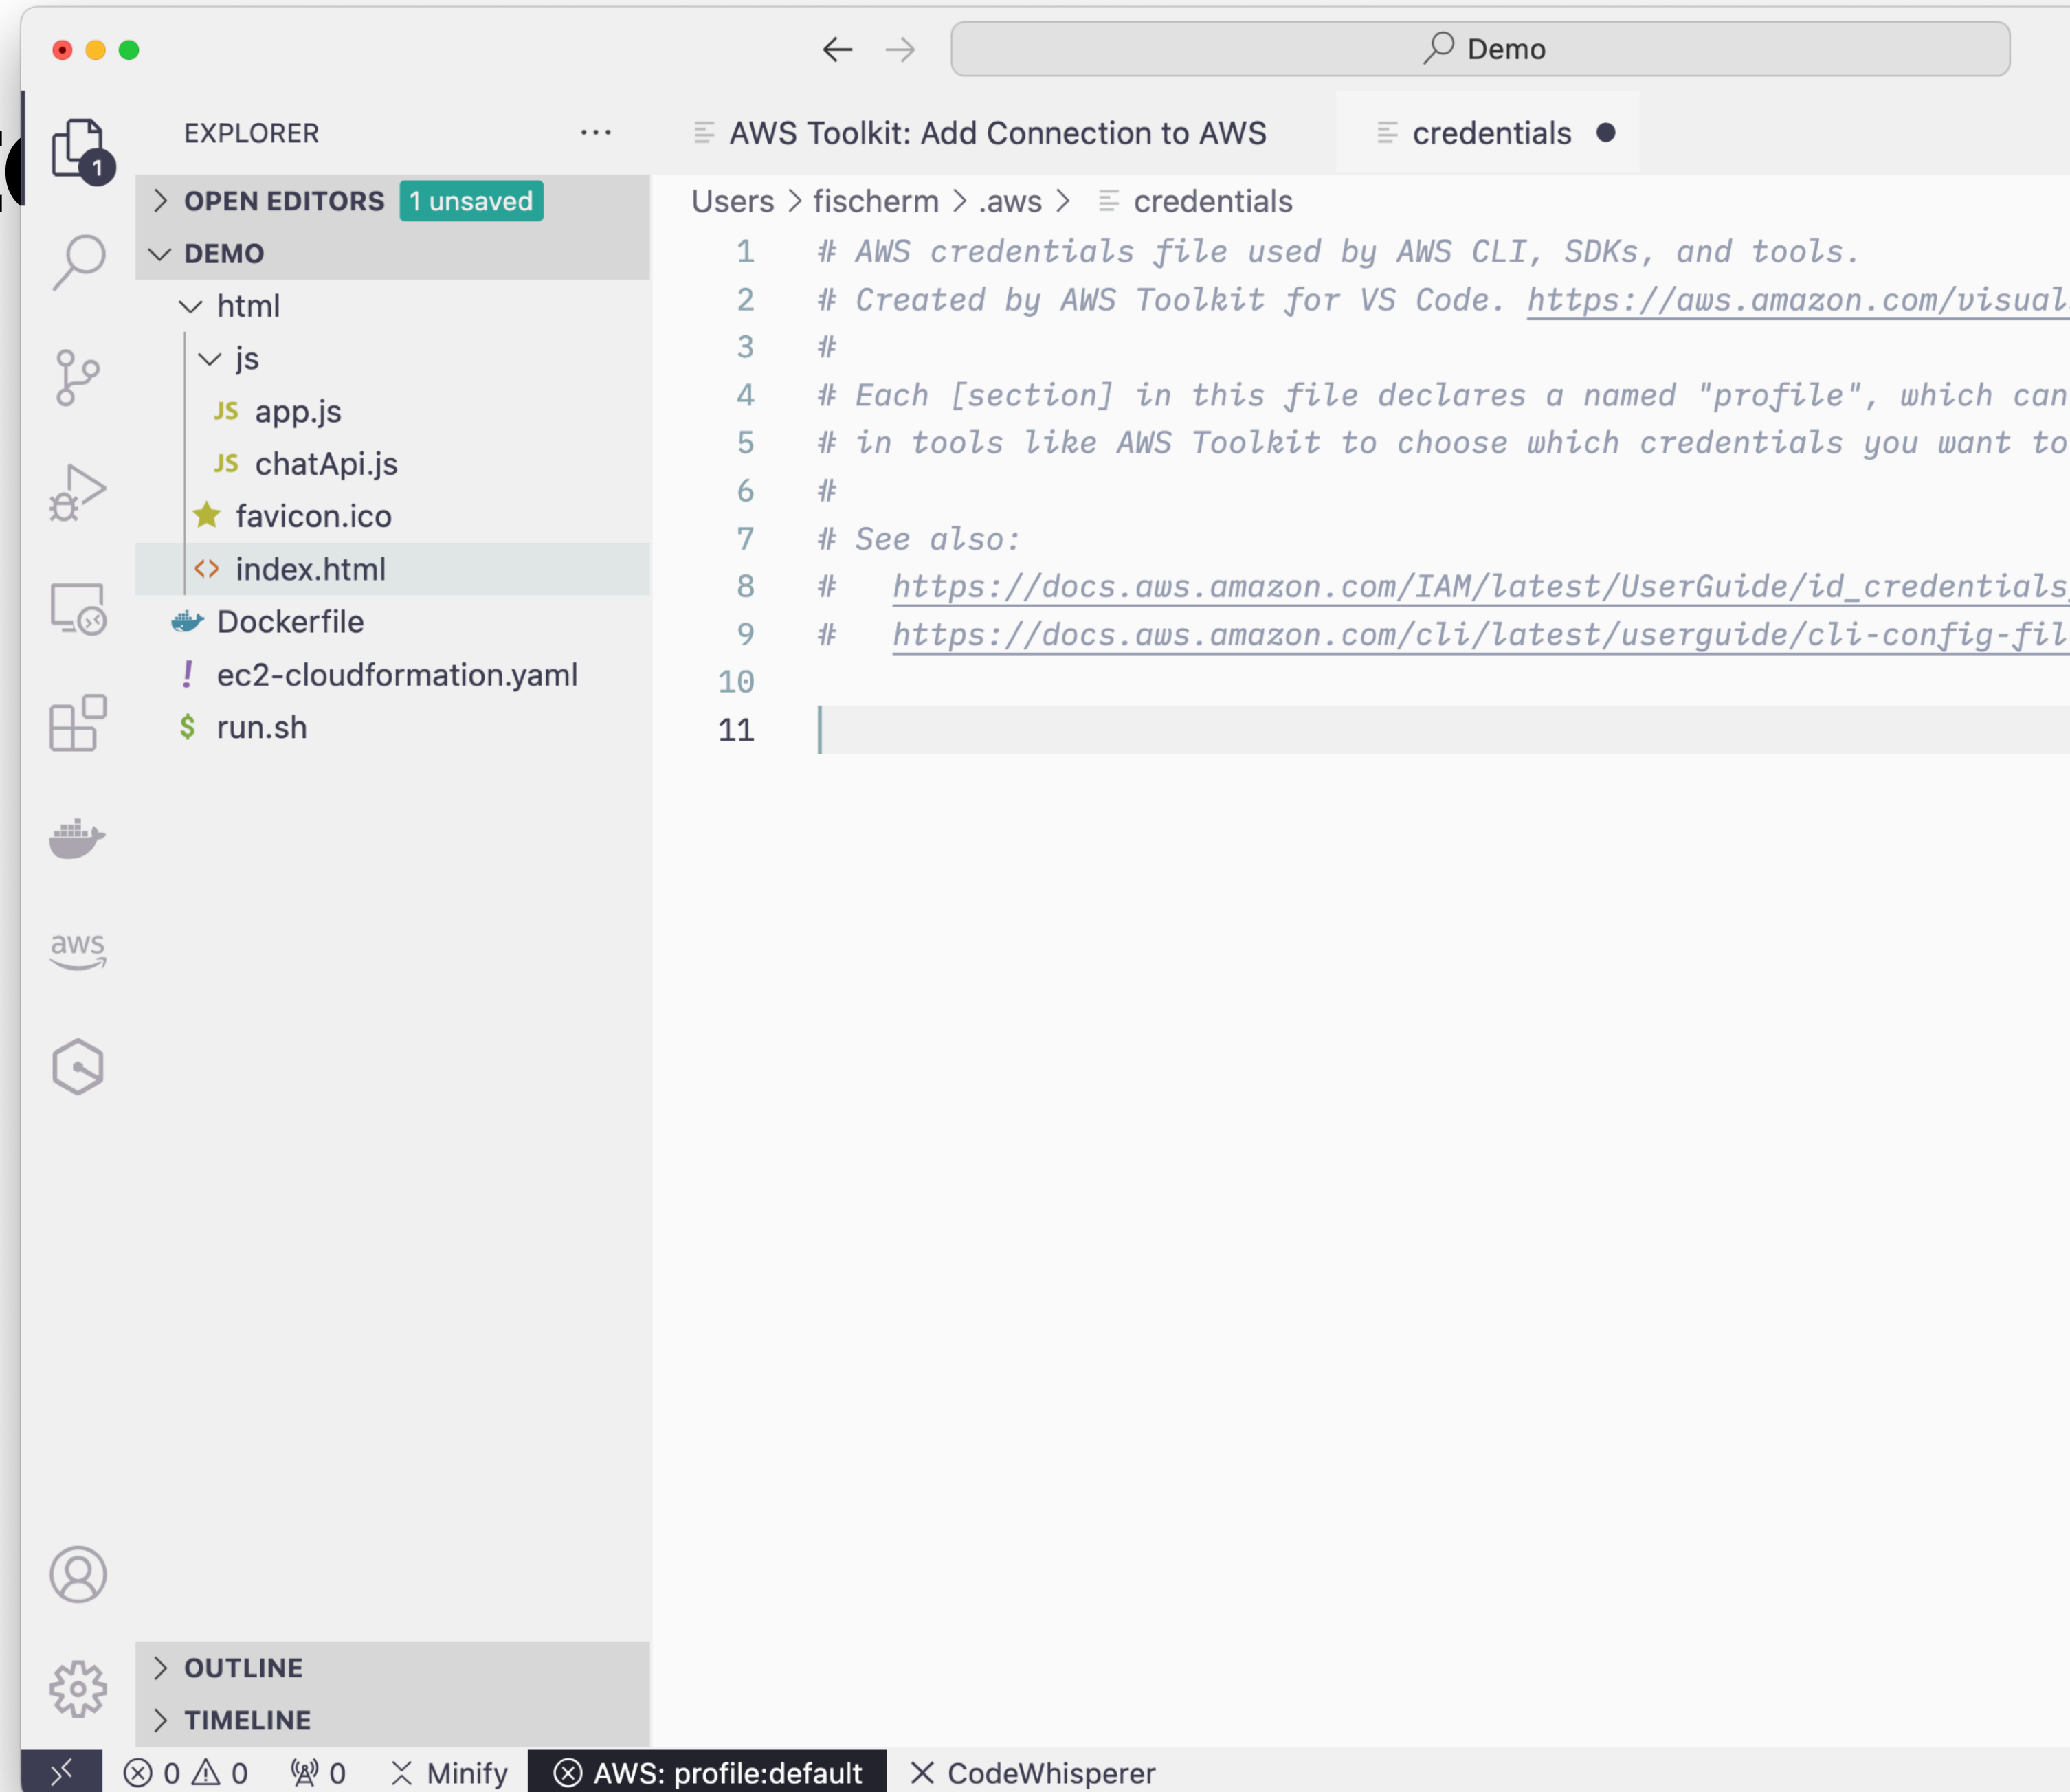 Demo
1
EXPLORER ···
OPEN EDITORS 1 unsaved
DEMO
html
js
JS app.js
JS chatApi.js
favicon.ico
<> index.html
Dockerfile
! ec2-cloudformation.yaml
$ run.sh
aws
OUTLINE
TIMELINE
AWS Toolkit: Add Connection to AWS
credentials
Users > fischerm > .aws > credentials
1 # AWS credentials file used by AWS CLI, SDKs, and tools.
2 # Created by AWS Toolkit for VS Code. https://aws.amazon.com/visual
3 #
4 # Each [section] in this file declares a named "profile", which can
5 # in tools like AWS Toolkit to choose which credentials you want to
6 #
7 # See also:
8 # https://docs.aws.amazon.com/IAM/latest/UserGuide/id_credentials_
9 # https://docs.aws.amazon.com/cli/latest/userguide/cli-config-fil
10
11
0 0 0 Minify AWS: profile:default CodeWhisperer